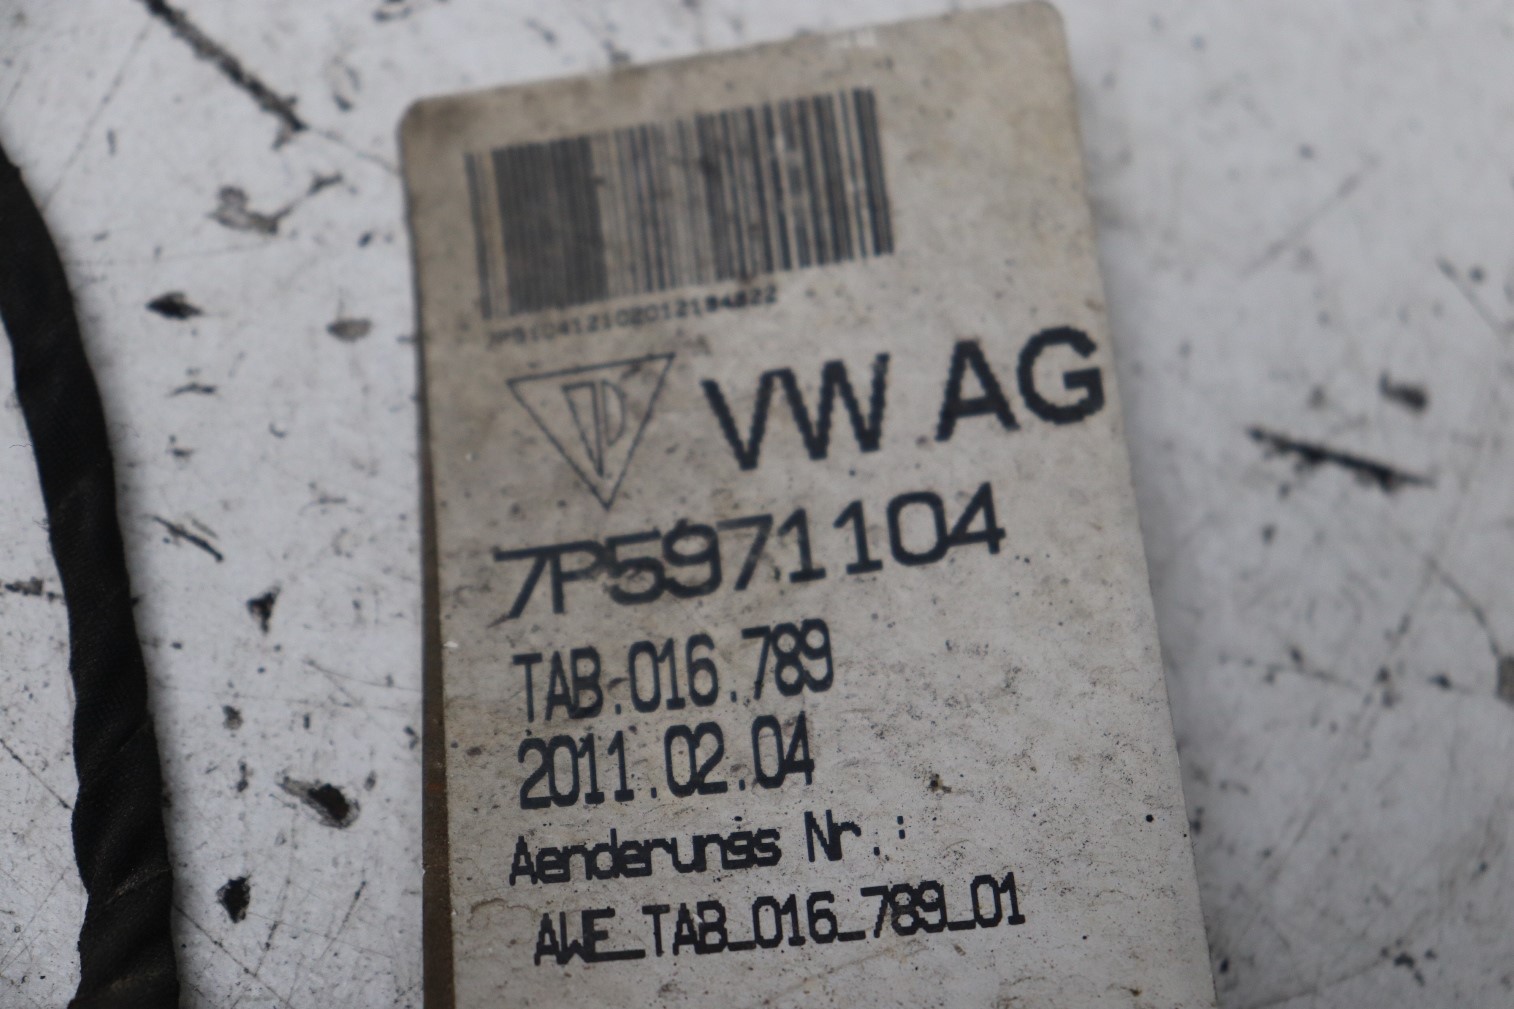 VW AG
7P5971104
TAB.016.789
2011.02.04
Aenderungs Nr.:
AWE_TAB_016_789_01